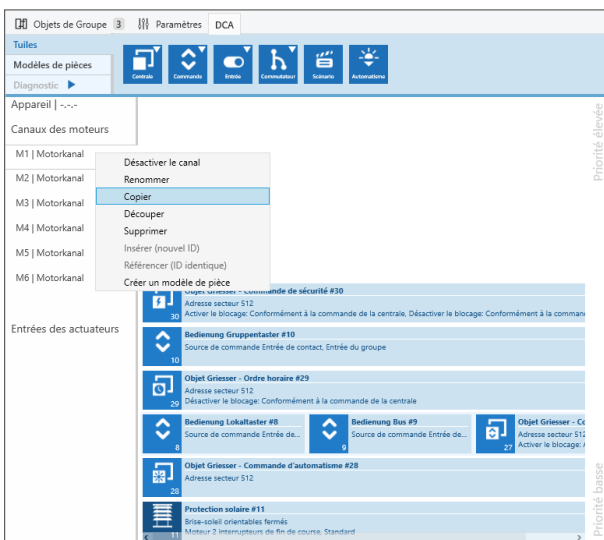 Objets de Groupe 3 Paramètres DCA
Tuiles
Modèles de pièces
Diagnostic
Centrale Commande Entrée Commutateur Scénario Automatisme
Appareil | -.-.-
Canaux des moteurs
M1 | Motorkanal
M2 | Motorkanal
M3 | Motorkanal
M4 | Motorkanal
M5 | Motorkanal
M6 | Motorkanal
Entrées des actuateurs
Désactiver le canal
Renommer
Copier
Découper
Supprimer
Insérer (nouvel ID)
Référencer (ID identique)
Créer un modèle de pièce
Priorité élevée
Objet Griesser - Commande de sécurité #30
Adresse secteur 512
Activer le blocage: Conformément à la commande de la centrale, Désactiver le blocage: Conformément à la comman
30
Bedienung Gruppentaster #10
Source de commande Entrée de contact, Entrée du groupe
10
Objet Griesser - Ordre horaire #29
Adresse secteur 512
Désactiver le blocage: Conformément à la commande de la centrale
29
Bedienung Lokaltaster #8
Source de commande Entrée de...
8
Bedienung Bus #9
Source de commande Entrée de...
9
Objet Griesser - Co
Adresse secteur 512
Activer le blocage:
27
Objet Griesser - Commande d'automatisme #28
Adresse secteur 512
28
Protection solaire #11
Brise-soleil orientables fermés
Moteur 2 interrupteurs de fin de course, Standard
11
Priorité basse